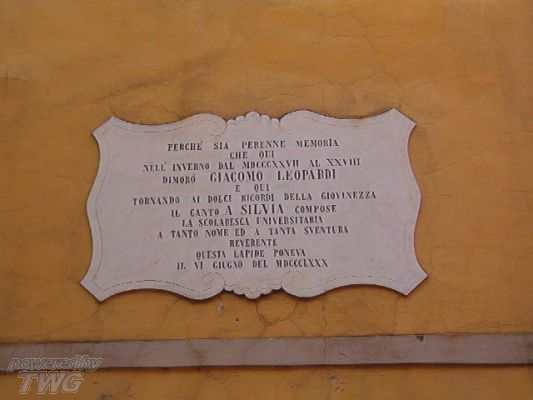 PERCHE' SIA PERENNE MEMORIA
CHE QUI
NELL' INVERNO DAL MDCCCXXVII AL XXVIII
DIMORÒ GIACOMO LEOPARDI
E QUI
TORNANDO AI DOLCI RICORDI DELLA GIOVINEZZA
IL CANTO A SILVIA COMPOSE
LA SCOLARESCA UNIVERSITARIA
A TANTO NOME ED A TANTA SVENTURA
REVERENTE
QUESTA LAPIDE PONEVA
IL VI GIUGNO DEL MDCCCLXXX
powered by
TWG